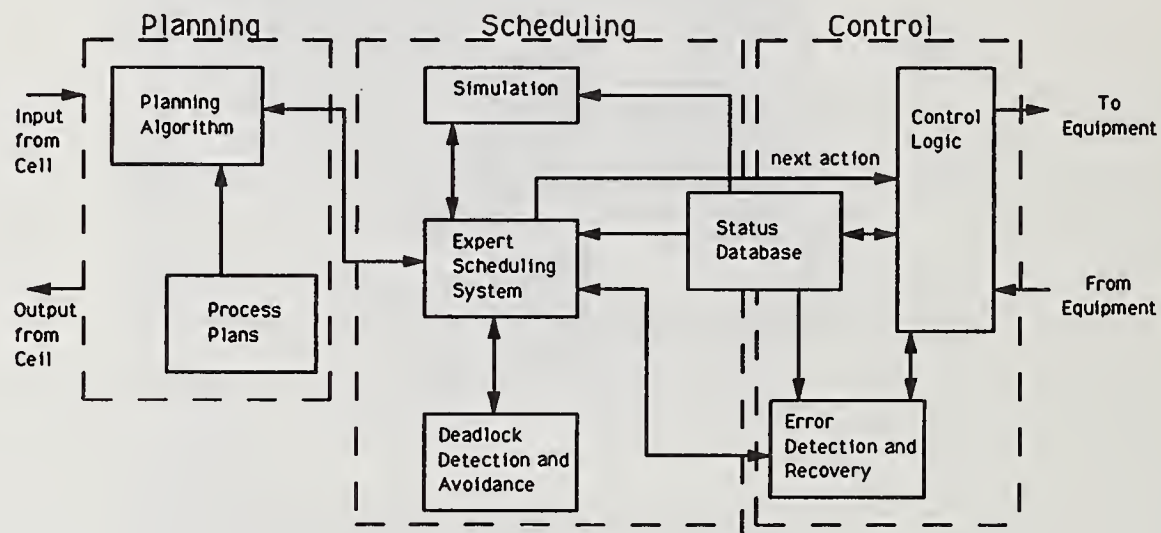 Planning
Scheduling
Control
Input
from
Cell
Output
from
Cell
Planning
Algorithm
Process
Plans
Simulation
Expert
Scheduling
System
Deadlock
Detection and
Avoidance
next action
Status
Database
Control
Logic
Error
Detection and
Recovery
To
Equipment
From
Equipment